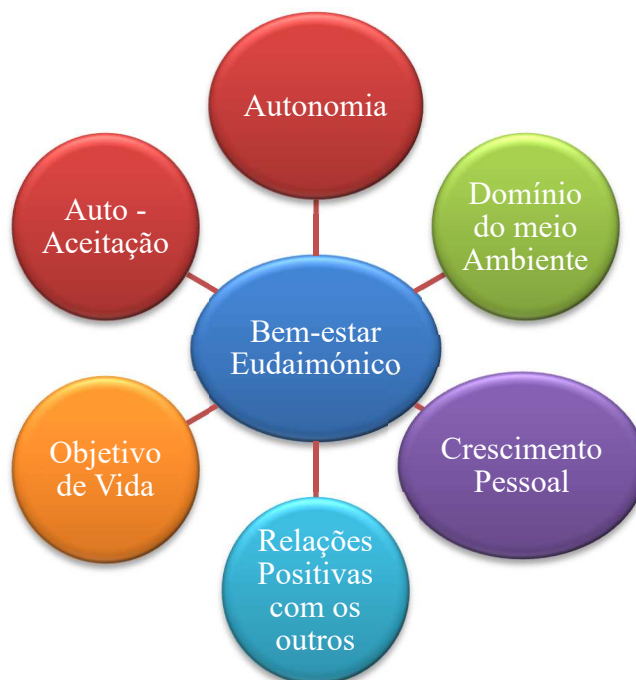 Autonomia
Domínio
do meio
Ambiente
Auto -
Aceitação
Bem-estar
Eudaimónico
Crescimento
Pessoal
Objetivo
de Vida
Relações
Positivas
com os
outros